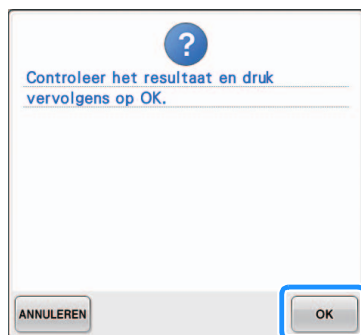 ?
Controleer het resultaat en druk
vervolgens op OK.
ANNULEREN
OK